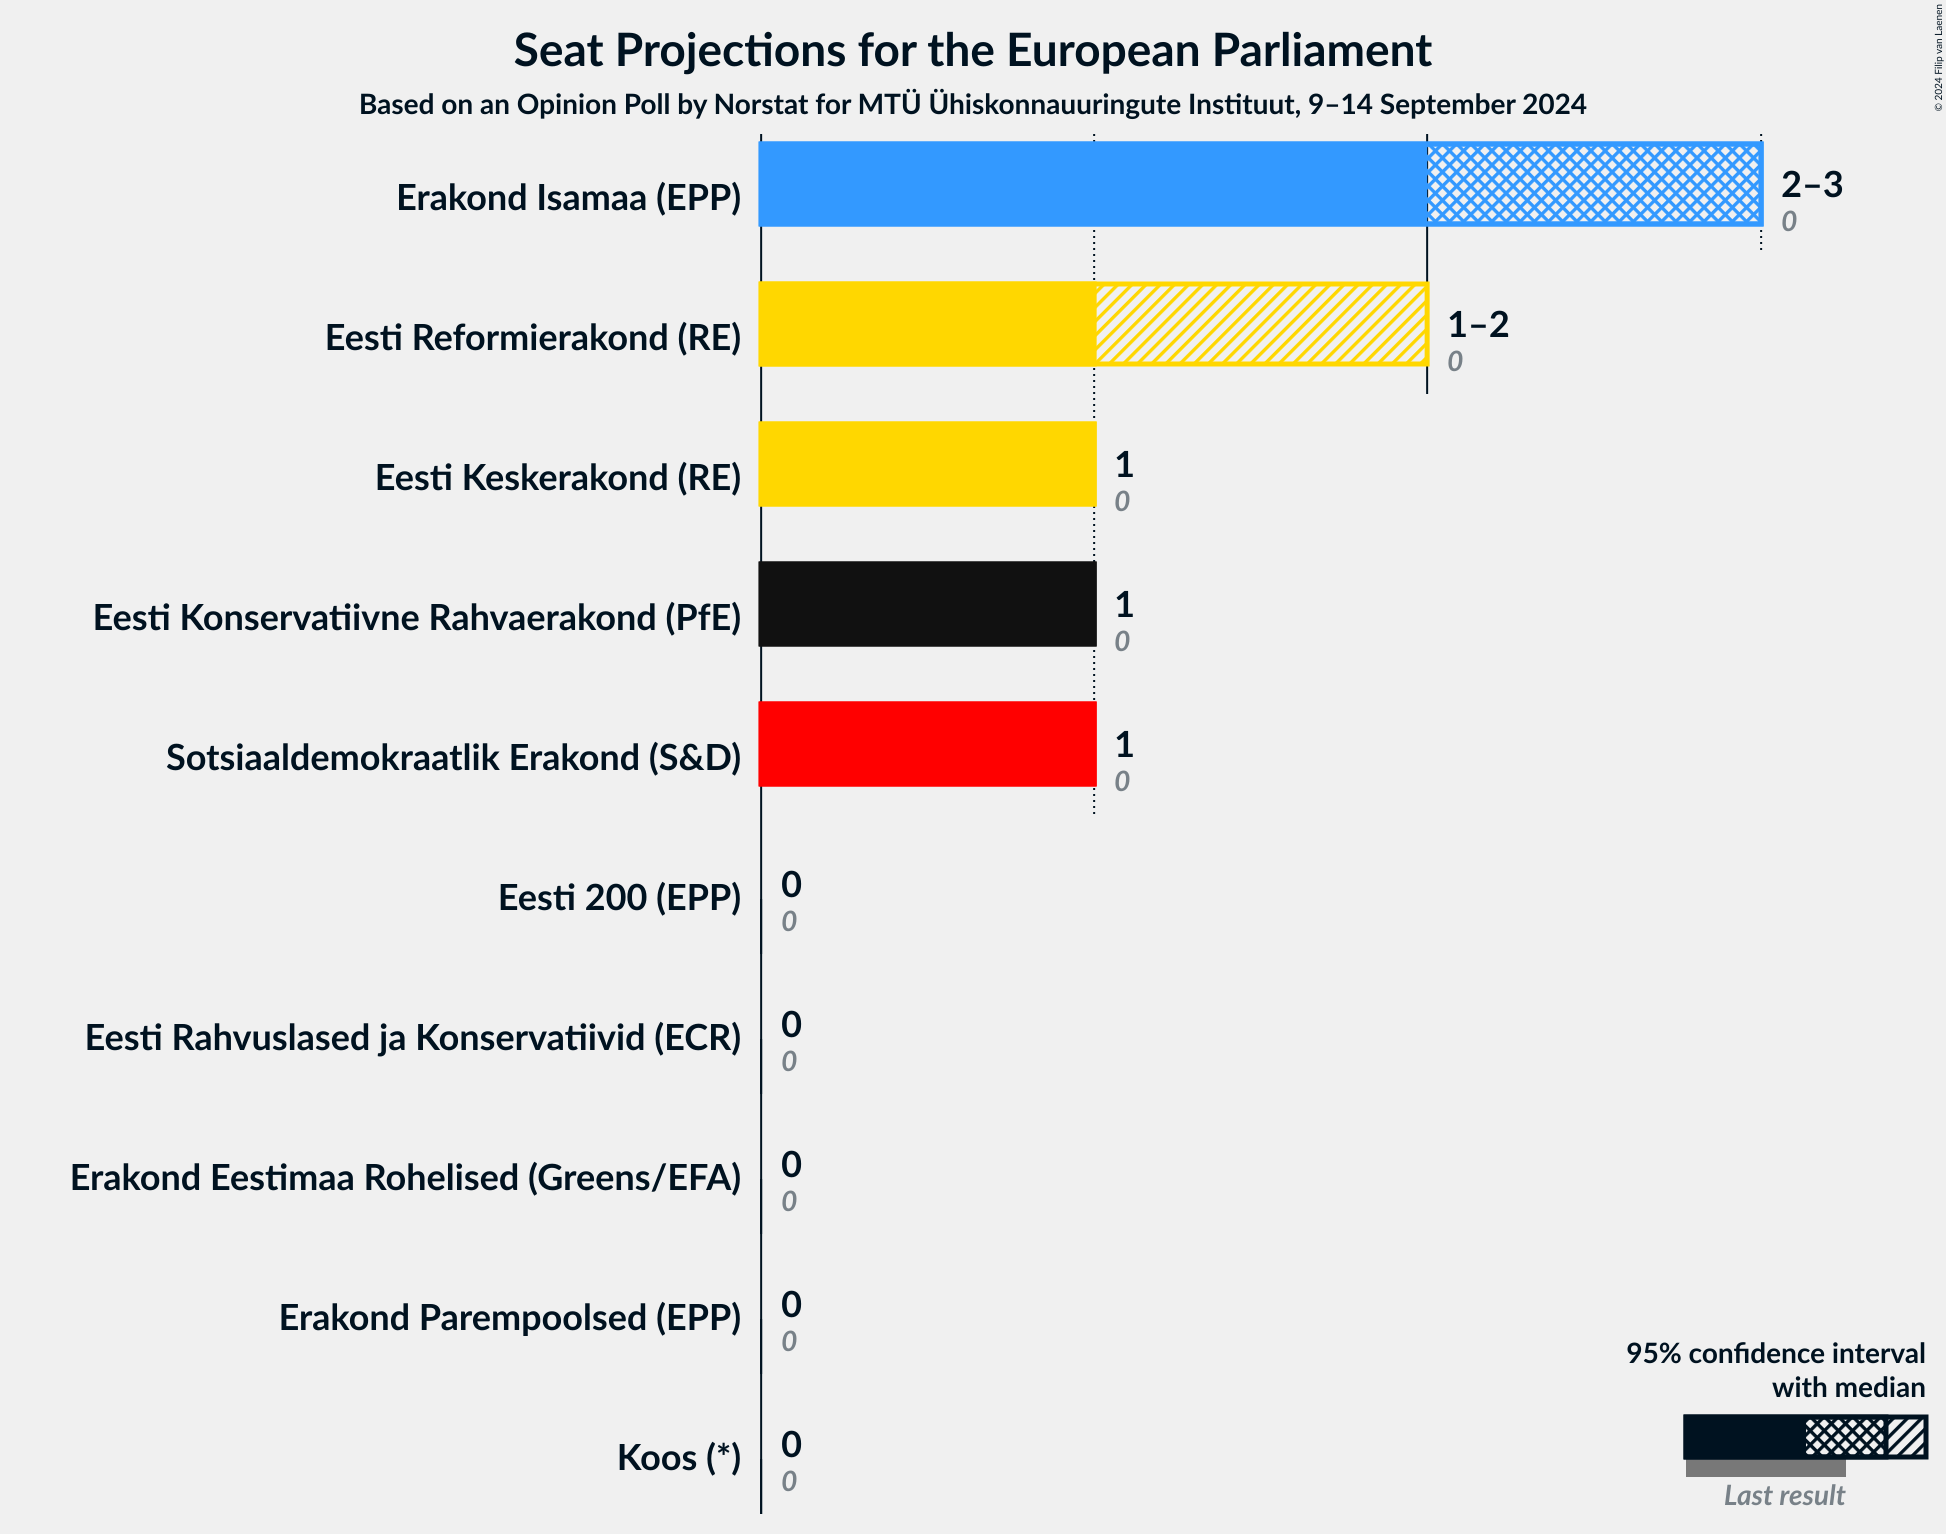 Seat Projections for the European Parliament
Based on an Opinion Poll by Norstat for MTÜ Ühiskonnauuringute Instituut, 9–14 September 2024
© 2024 Filip van Laenen
Erakond Isamaa (EPP)
2–3
0
Eesti Reformierakond (RE)
1–2
0
Eesti Keskerakond (RE)
1
0
Eesti Konservatiivne Rahvaerakond (PfE)
1
0
Sotsiaaldemokraatlik Erakond (S&D)
1
0
Eesti 200 (EPP)
0
0
Eesti Rahvuslased ja Konservatiivid (ECR)
0
0
Erakond Eestimaa Rohelised (Greens/EFA)
0
0
Erakond Parempoolsed (EPP)
0
0
Koos (*)
0
0
95% confidence interval
with median
Last result